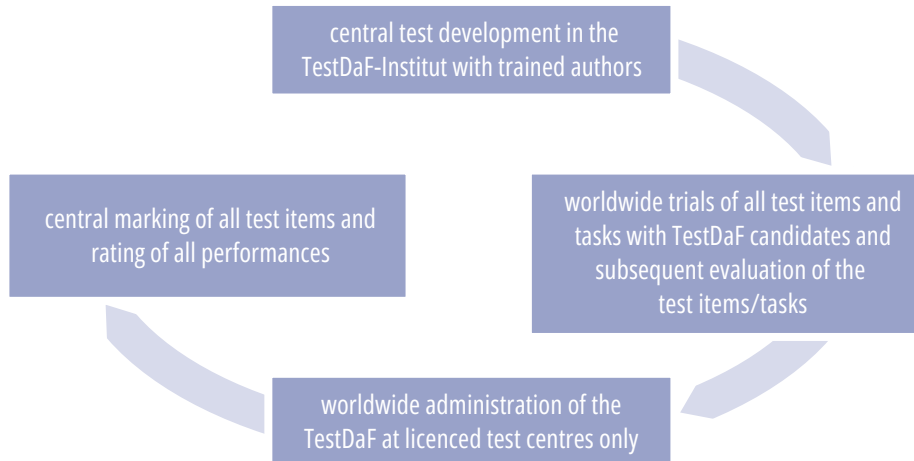 central test development in the
TestDaF-Institut with trained authors
worldwide trials of all test items and
tasks with TestDaF candidates and
subsequent evaluation of the
test items/tasks
worldwide administration of the
TestDaF at licenced test centres only
central marking of all test items and
rating of all performances